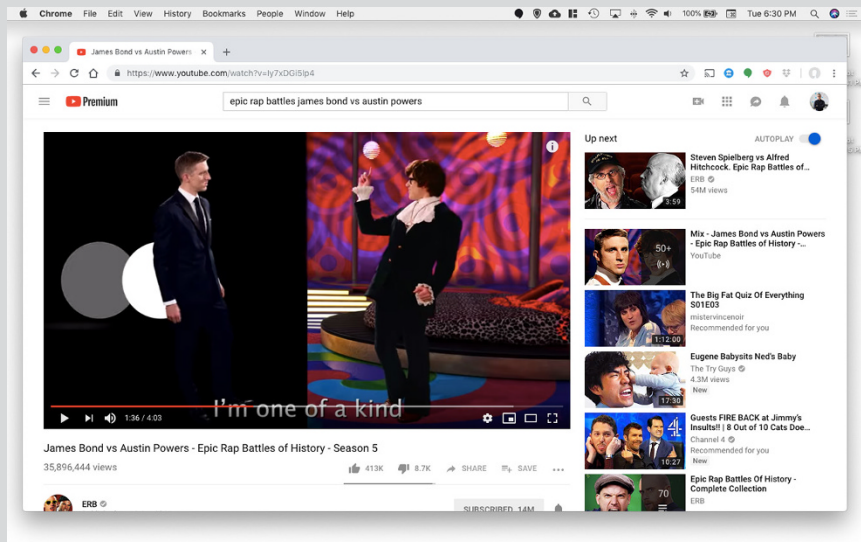 Chrome File Edit View History Bookmarks People Window Help
100% Tue 6:30 PM
James Bond vs Austin Powers
https://www.youtube.com/watch?v=Iy7xDGi5lp4
Premium
epic rap battles james bond vs austin powers
I'm one of a kind
1:36 / 4:03
James Bond vs Austin Powers - Epic Rap Battles of History - Season 5
35,896,444 views
413K 8.7K SHARE SAVE
ERB
SUBSCRIBED 14M
Up next
AUTOPLAY
3:59
Steven Spielberg vs Alfred
Hitchcock. Epic Rap Battles of...
ERB
54M views
50+
Mix - James Bond vs Austin Powers
- Epic Rap Battles of History -...
YouTube
1:12:00
The Big Fat Quiz Of Everything
S01E03
mistervincenoir
Recommended for you
17:30
Eugene Babysits Ned's Baby
The Try Guys
4.3M views
New
4
10:27
Guests FIRE BACK at Jimmy's
Insults!! | 8 Out of 10 Cats Doe...
Channel 4
Recommended for you
New
70
Epic Rap Battles Of History -
Complete Collection
ERB